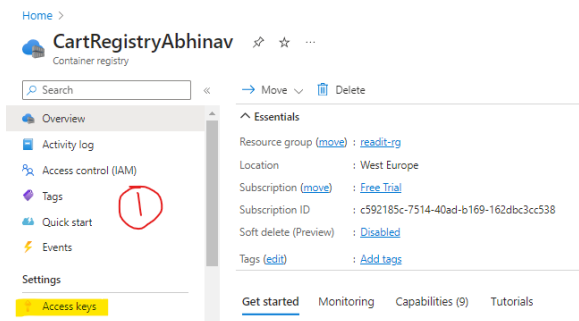 Home >
CartRegistryAbhinav
Container registry
Search
Move
Delete
Overview
Activity log
Access control (IAM)
Tags
Quick start
Events
Settings
Access keys
1
Essentials
Resource group (move) : readit-rg
Location : West Europe
Subscription (move) : Free Trial
Subscription ID : c592185c-7514-40ad-b169-162dbc3cc538
Soft delete (Preview) : Disabled
Tags (edit) : Add tags
Get started Monitoring Capabilities (9) Tutorials